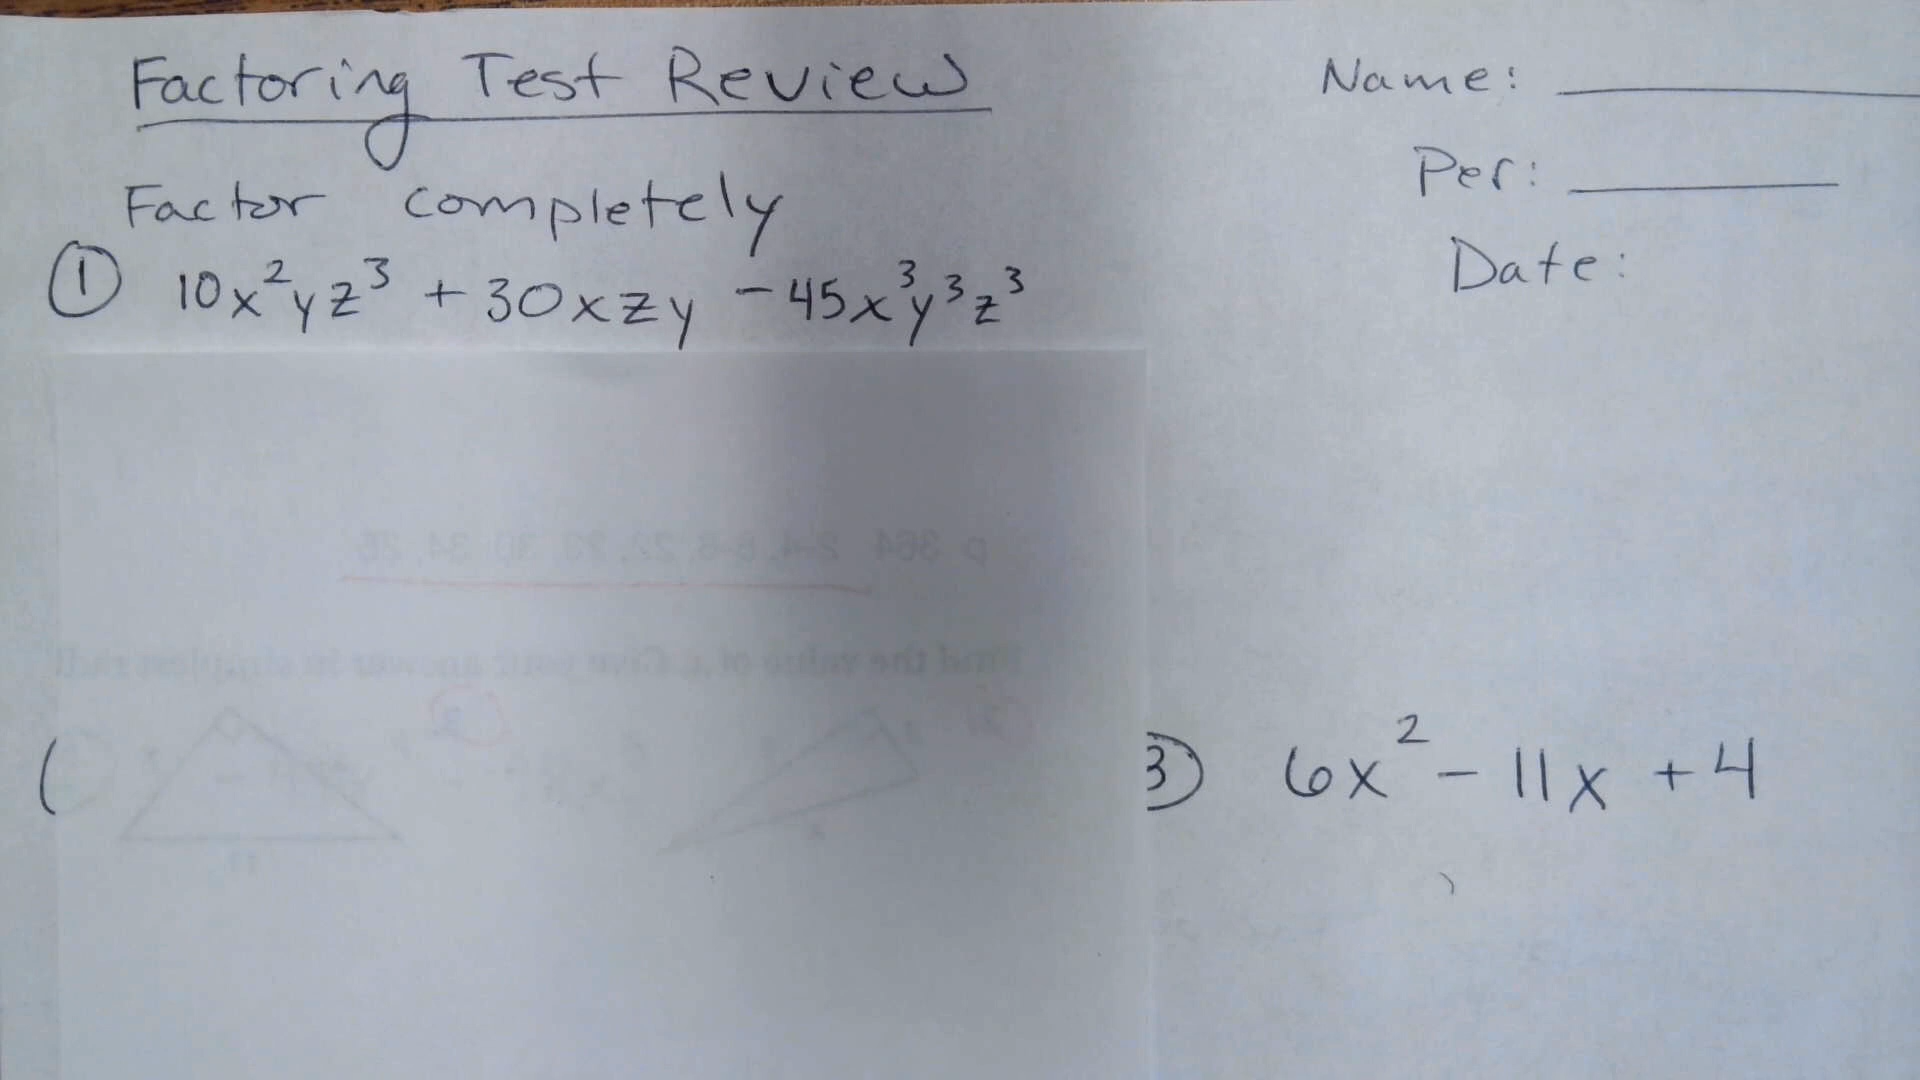 Factoring Test Review
Name:
Per:
Date:
Factor completely
① 10x²yz³ + 30xzy - 45x³y³z³
3) 6x² - 11x + 4